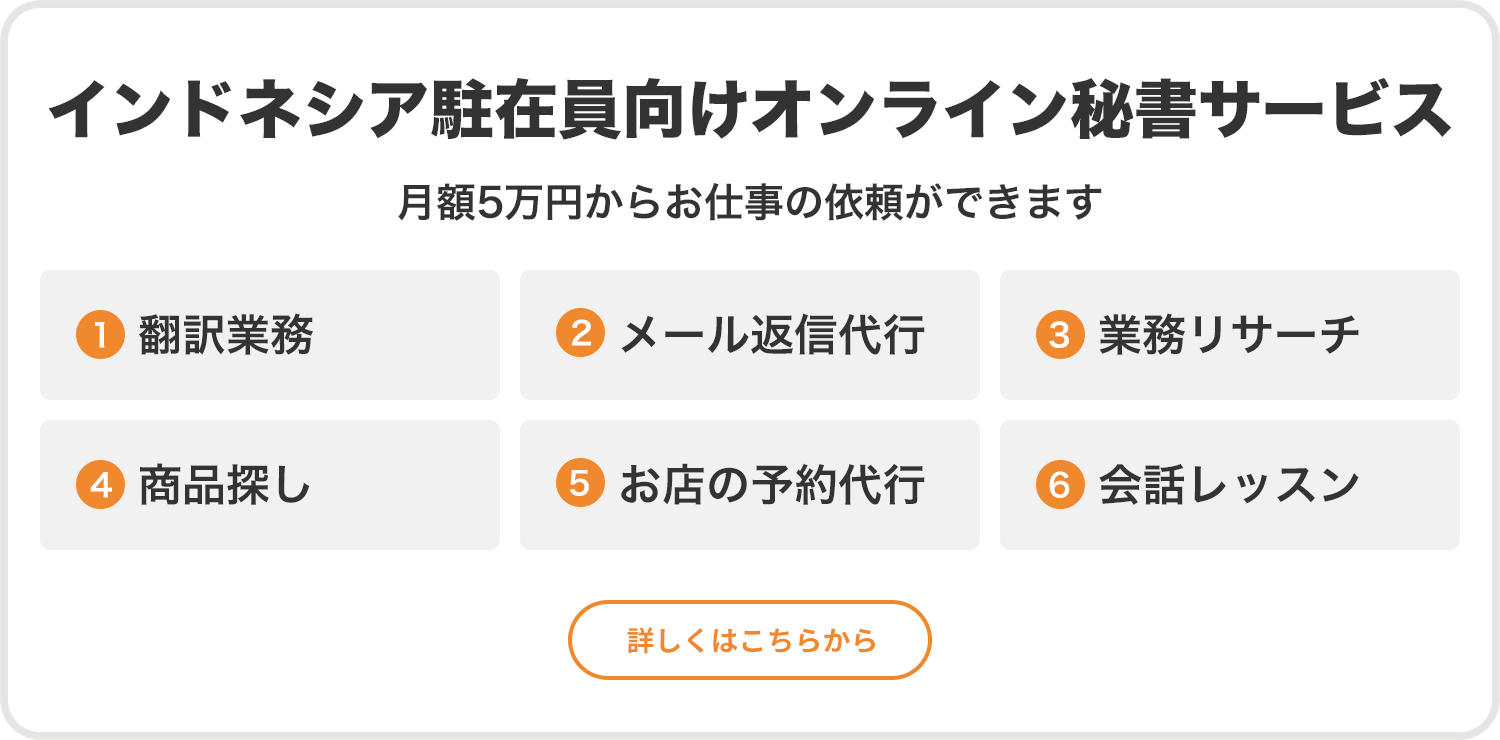 インドネシア駐在員向けオンライン秘書サービス
月額5万円からお仕事の依頼ができます
1 翻訳業務
2 メール返信代行
3 業務リサーチ
4 商品探し
5 お店の予約代行
6 会話レッスン
詳しくはこちらから